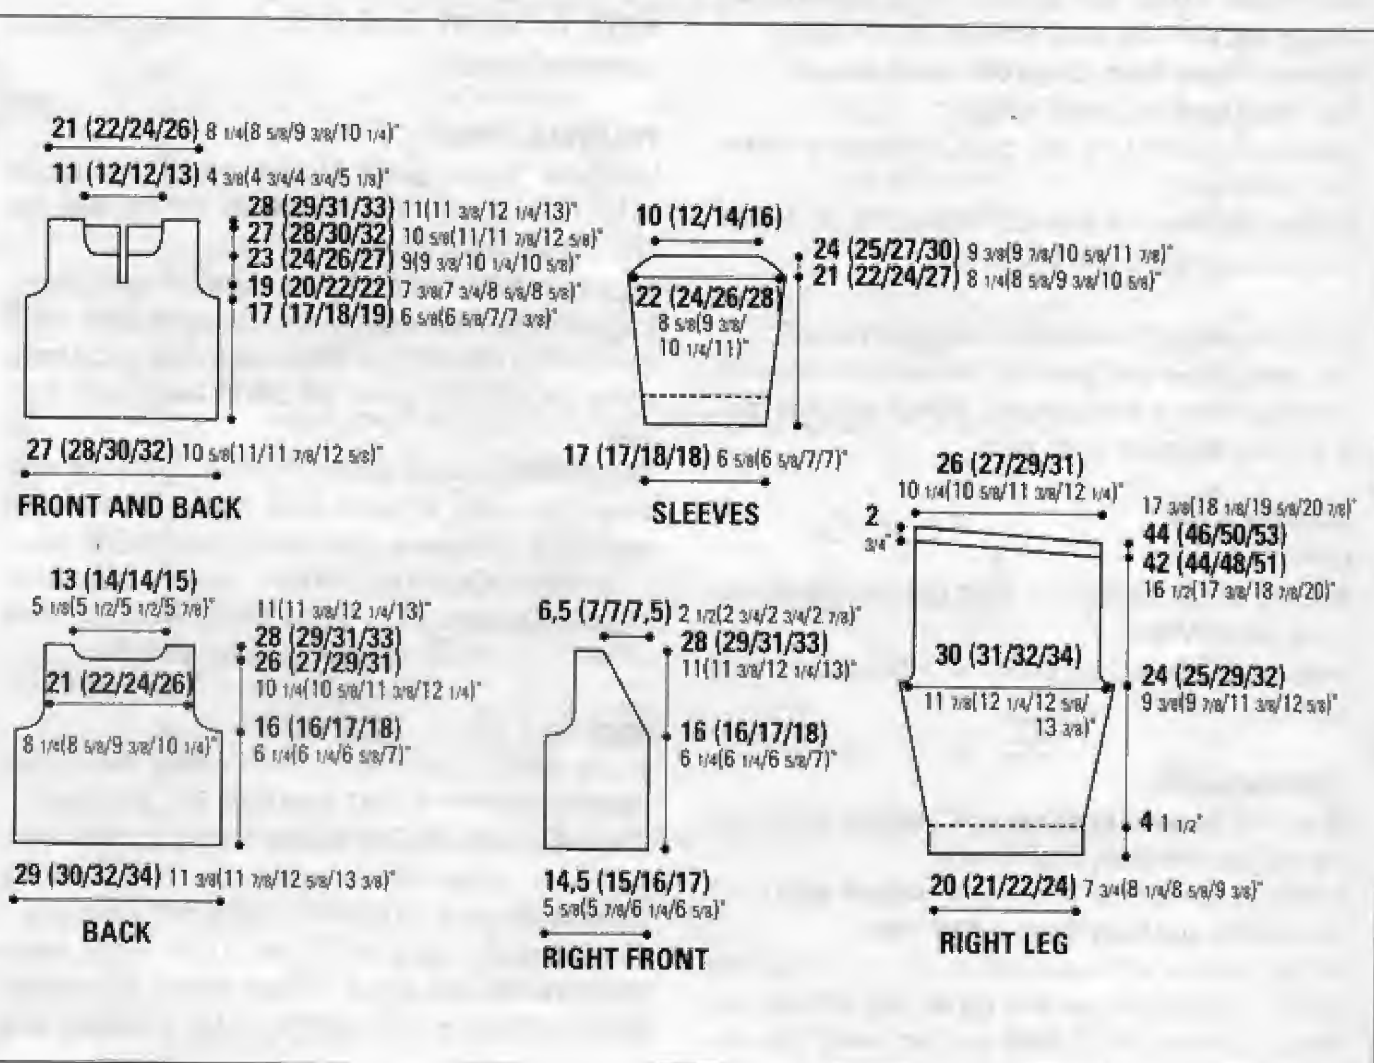 21 (22/24/26) 8 1/4(8 5/8/9 3/8/10 1/4)"
11 (12/12/13) 4 3/8(4 3/4/4 3/4/5 1/8)"
28 (29/31/33) 11(11 3/8/12 1/4/13)"
27 (28/30/32) 10 5/8(11/11 7/8/12 5/8)"
23 (24/26/27) 9(9 3/8/10 1/4/10 5/8)"
19 (20/22/22) 7 3/8(7 3/4/8 5/8/8 5/8)"
17 (17/18/19) 6 5/8(6 5/8/7/7 3/8)"
27 (28/30/32) 10 5/8(11/11 7/8/12 5/8)"
FRONT AND BACK
10 (12/14/16)
24 (25/27/30) 9 3/8(9 7/8/10 5/8/11 7/8)"
21 (22/24/27) 8 1/4(8 5/8/9 3/8/10 5/8)"
22 (24/26/28)
8 5/8(9 3/8/
10 1/4/11)"
17 (17/18/18) 6 5/8(6 5/8/7/7)"
SLEEVES
13 (14/14/15)
5 1/8(5 1/2/5 1/2/5 7/8)"
11(11 3/8/12 1/4/13)"
28 (29/31/33)
26 (27/29/31)
10 1/4(10 5/8/11 3/8/12 1/4)"
21 (22/24/26)
8 1/4(8 5/8/9 3/8/10 1/4)"
16 (16/17/18)
6 1/4(6 1/4/6 5/8/7)"
29 (30/32/34) 11 3/8(11 7/8/12 5/8/13 3/8)"
BACK
6,5 (7/7/7,5) 2 1/2(2 3/4/2 3/4/2 7/8)"
28 (29/31/33)
11(11 3/8/12 1/4/13)"
16 (16/17/18)
6 1/4(6 1/4/6 5/8/7)"
14,5 (15/16/17)
5 5/8(5 7/8/6 1/4/6 5/8)"
RIGHT FRONT
26 (27/29/31)
10 1/4(10 5/8/11 3/8/12 1/4)"
2
3/4"
17 3/8(18 1/8/19 5/8/20 7/8)"
44 (46/50/53)
42 (44/48/51)
16 1/2(17 3/8/18 7/8/20)"
30 (31/32/34)
11 7/8(12 1/4/12 5/8/
13 3/8)"
24 (25/29/32)
9 3/8(9 7/8/11 3/8/12 5/8)"
4 1 1/2"
20 (21/22/24) 7 3/4(8 1/4/8 5/8/9 3/8)"
RIGHT LEG